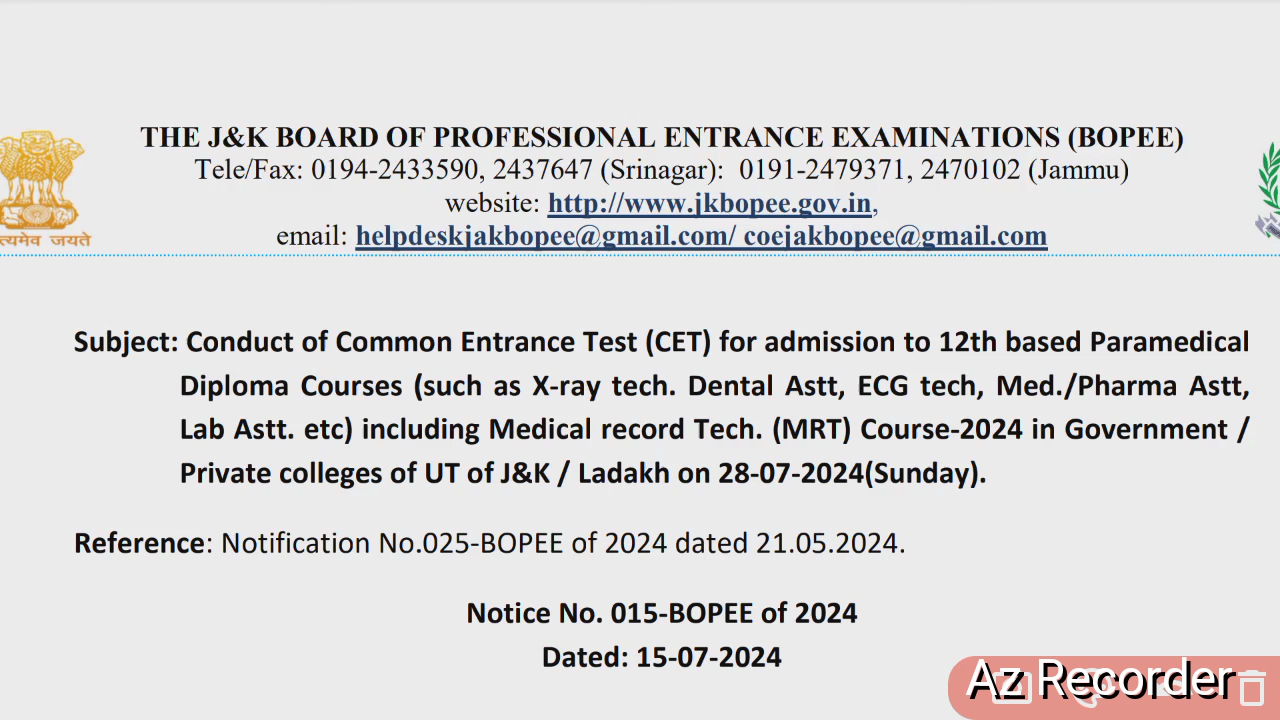 THE J&K BOARD OF PROFESSIONAL ENTRANCE EXAMINATIONS (BOPEE)
Tele/Fax: 0194-2433590, 2437647 (Srinagar): 0191-2479371, 2470102 (Jammu)
website: http://www.jkbopee.gov.in,
email: helpdeskjakbopee@gmail.com/ coejakbopee@gmail.com
त्यमेव जयते
Subject: Conduct of Common Entrance Test (CET) for admission to 12th based Paramedical
Diploma Courses (such as X-ray tech. Dental Astt, ECG tech, Med./Pharma Astt,
Lab Astt. etc) including Medical record Tech. (MRT) Course-2024 in Government /
Private colleges of UT of J&K / Ladakh on 28-07-2024(Sunday).
Reference: Notification No.025-BOPEE of 2024 dated 21.05.2024.
Notice No. 015-BOPEE of 2024
Dated: 15-07-2024
Az Recorder